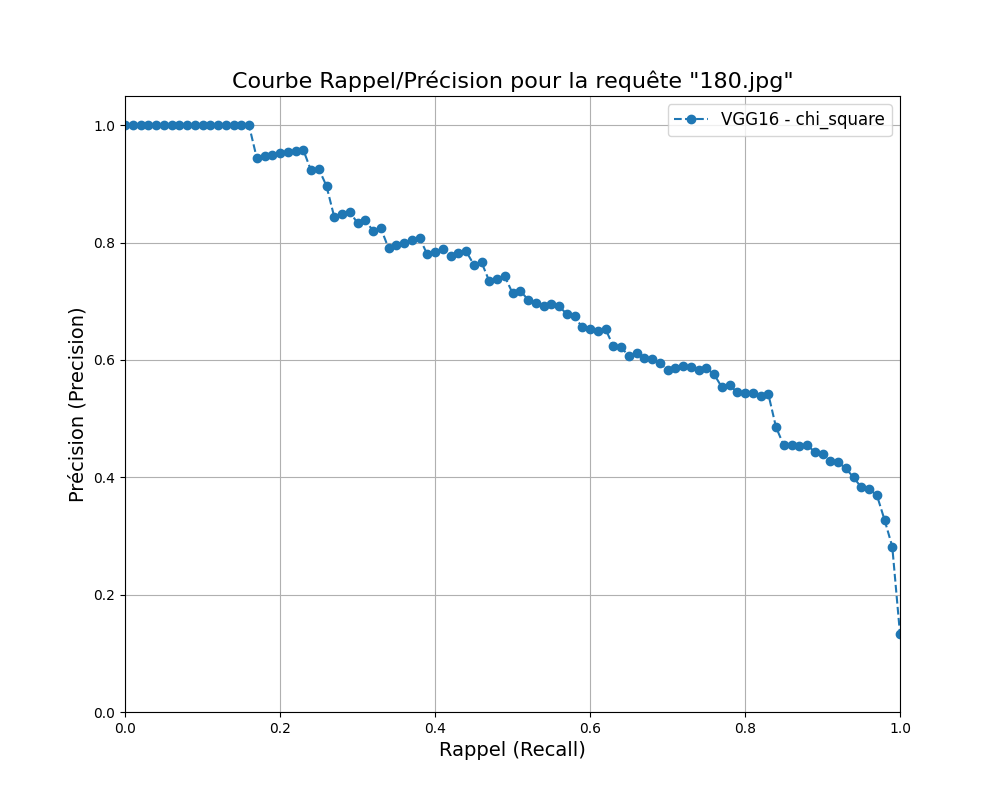 Courbe Rappel/Précision pour la requête "180.jpg"
VGG16 - chi_square
Précision (Precision)
1.0
0.8
0.6
0.4
0.2
0.0
0.0 0.2 0.4 0.6 0.8 1.0
Rappel (Recall)